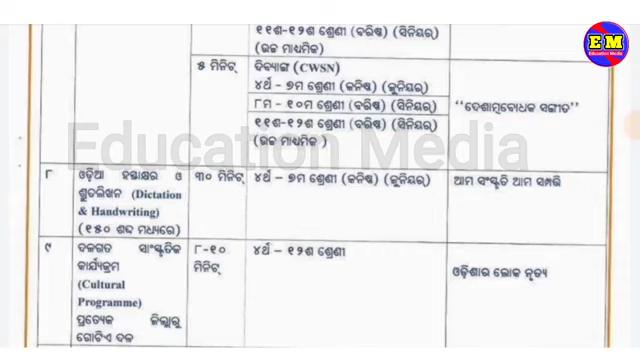 ୧୧ଶ-୧୨ଶ ଶ୍ରେଣୀ (ବରିଷ୍ଠ) (ସିନିୟର)
(ଉଚ୍ଚ ମାଧ୍ୟମିକ)
EM
Education Media
୫ ମିନିଟ୍ ଦିବ୍ୟାଙ୍ଗ (CWSN)
୪ର୍ଥ - ୭ମ ଶ୍ରେଣୀ (କନିଷ୍ଠ) (ଜୁନିୟର)
୮ମ - ୧୦ମ ଶ୍ରେଣୀ (ବରିଷ୍ଠ) (ସିନିୟର) "ଦେଶାତ୍ମବୋଧକ ସଙ୍ଗୀତ"
୧୧ଶ-୧୨ଶ ଶ୍ରେଣୀ (ବରିଷ୍ଠ) (ସିନିୟର)
(ଉଚ୍ଚ ମାଧ୍ୟମିକ )
Education Media
୮ ଓଡ଼ିଆ ହସ୍ତାକ୍ଷର ଓ ୩୦ ମିନିଟ୍ ୪ର୍ଥ - ୭ମ ଶ୍ରେଣୀ (କନିଷ୍ଠ) (ଜୁନିୟର) ଆମ ସଂସ୍କୃତି ଆମ ସମ୍ପତ୍ତି
ଶ୍ରୁତଲିଖନ (Dictation
& Handwriting)
(୧୫୦ ଶବ୍ଦ ମଧ୍ୟରେ)
୯ ଦଳଗତ ସାଂସ୍କୃତିକ ୮-୧୦ ୪ର୍ଥ - ୧୨ଶ ଶ୍ରେଣୀ
କାର୍ଯ୍ୟକ୍ରମ ମିନିଟ୍ ଓଡ଼ିଶାର ଲୋକ ନୃତ୍ୟ
(Cultural
Programme)
ପ୍ରତ୍ୟେକ ଜିଲ୍ଲାରୁ
ଗୋଟିଏ ଦଳ